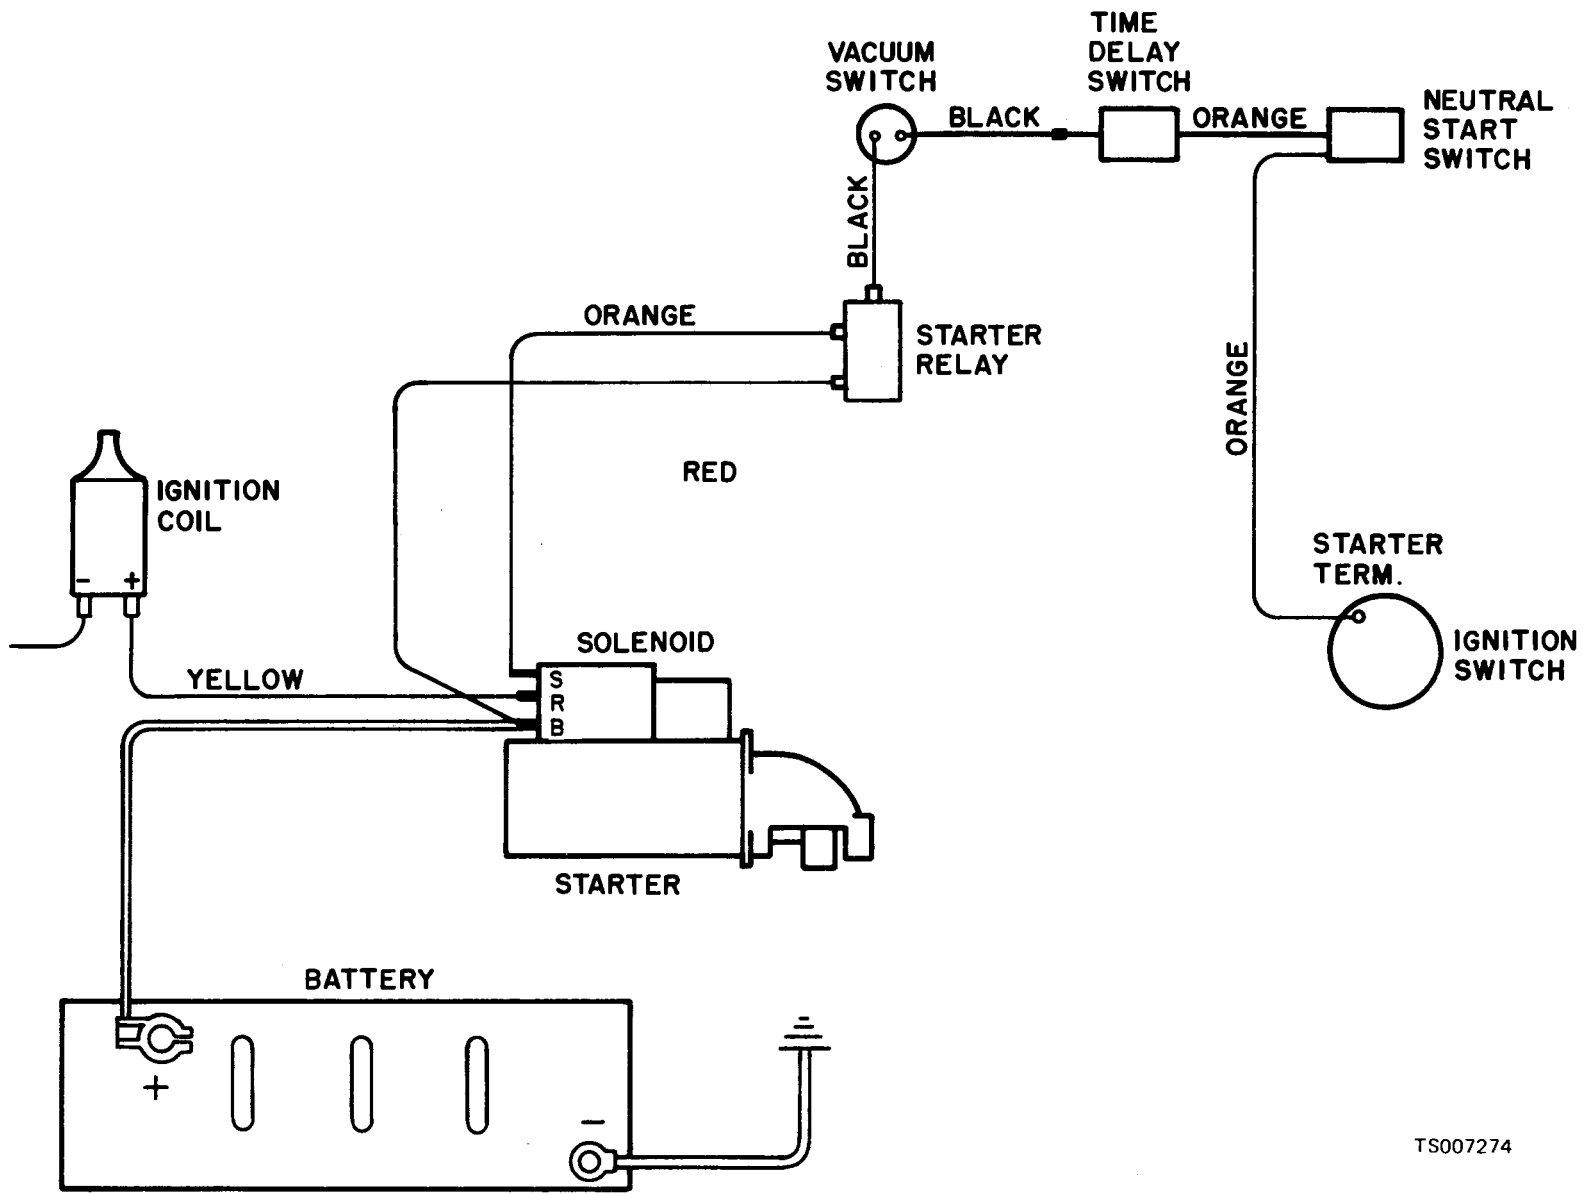 TIME
DELAY
SWITCH
VACUUM
SWITCH
BLACK
ORANGE
NEUTRAL
START
SWITCH
BLACK
ORANGE
STARTER
RELAY
ORANGE
RED
IGNITION
COIL
- +
STARTER
TERM.
IGNITION
SWITCH
SOLENOID
YELLOW
S
R
B
STARTER
BATTERY
+
-
TS007274